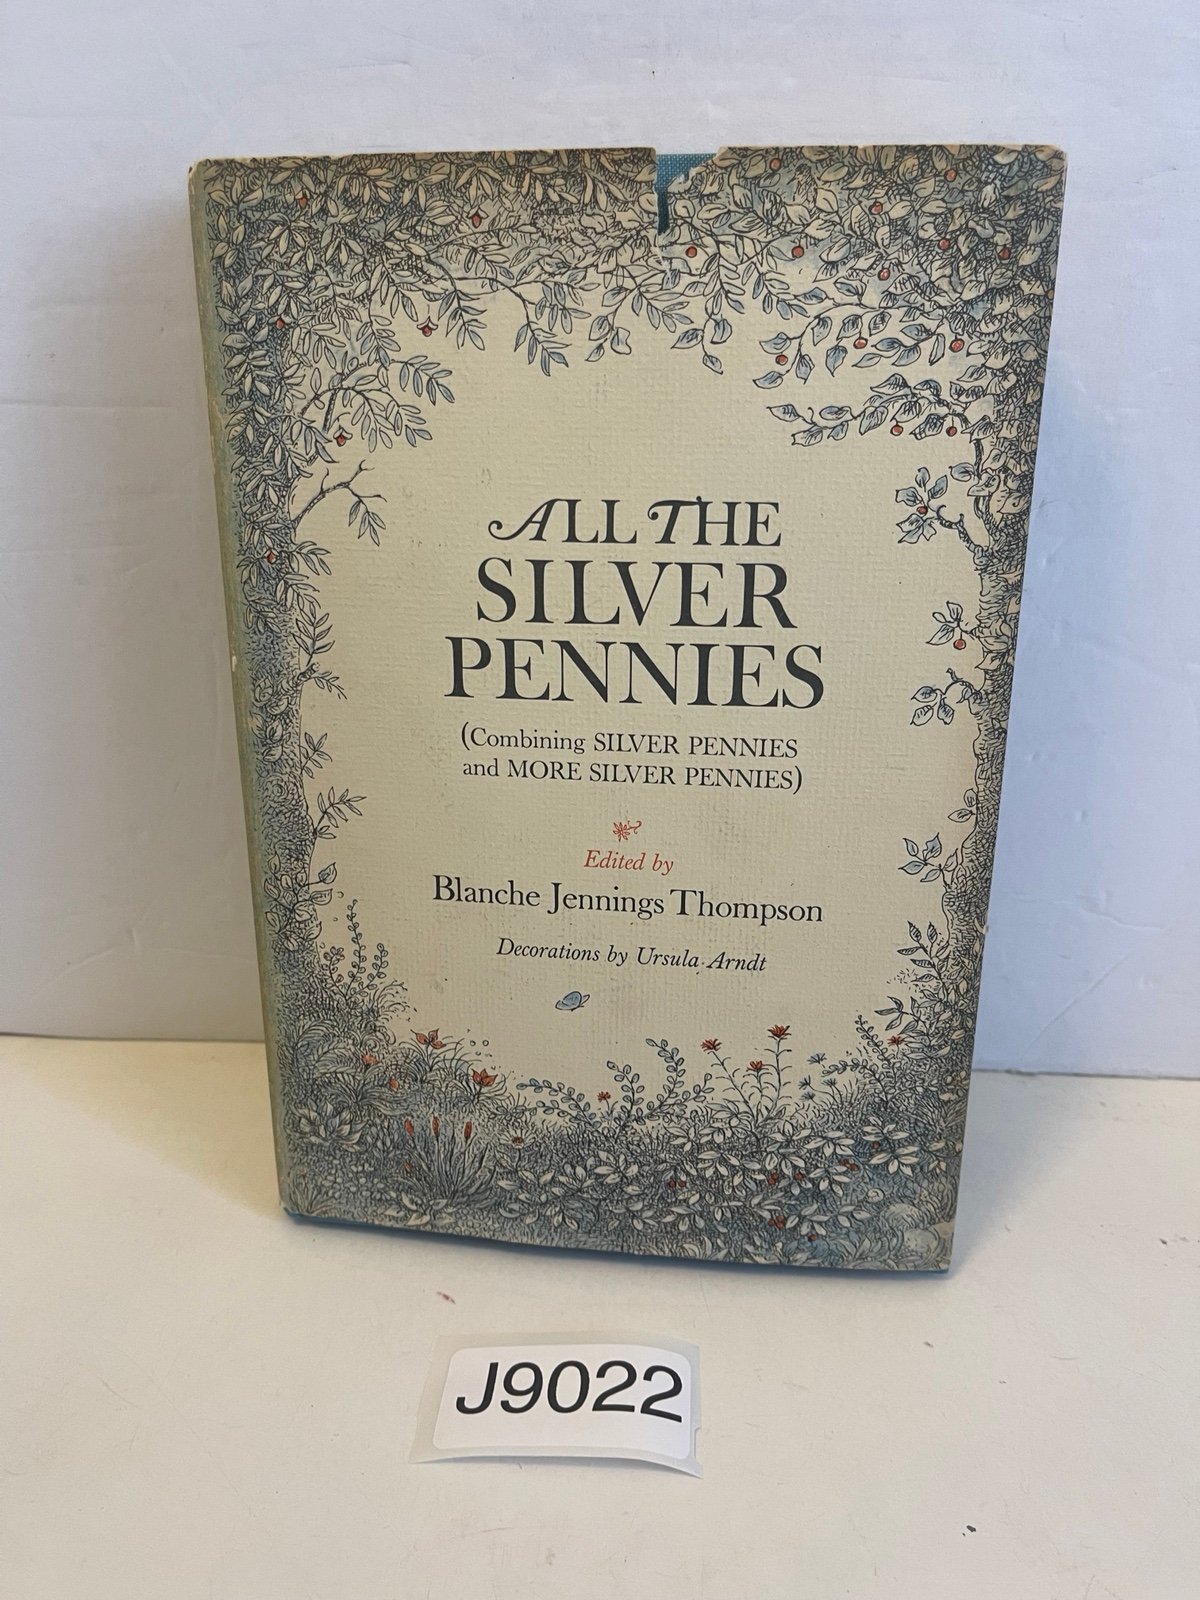 ALL THE
SILVER
PENNIES
(Combining SILVER PENNIES
and MORE SILVER PENNIES)
Edited by
Blanche Jennings Thompson
Decorations by Ursula Arndt
J9022